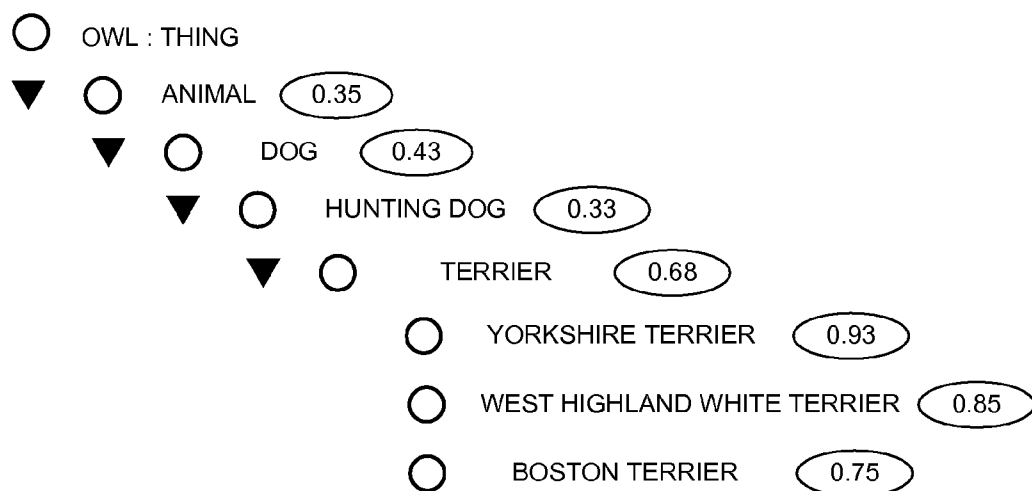 OWL : THING
ANIMAL 0.35
DOG 0.43
HUNTING DOG 0.33
TERRIER 0.68
YORKSHIRE TERRIER 0.93
WEST HIGHLAND WHITE TERRIER 0.85
BOSTON TERRIER 0.75